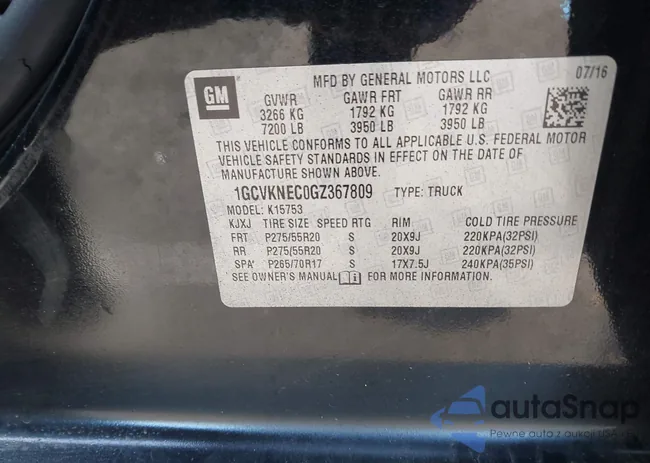 GM
MFD BY GENERAL MOTORS LLC 07/16
GVWR GAWR FRT GAWR RR
3266 KG 1792 KG 1792 KG
7200 LB 3950 LB 3950 LB
THIS VEHICLE CONFORMS TO ALL APPLICABLE U.S. FEDERAL MOTOR
VEHICLE SAFETY STANDARDS IN EFFECT ON THE DATE OF
MANUFACTURE SHOWN ABOVE.
1GCVKNEC0GZ367809 TYPE: TRUCK
MODEL: K15753
KJXJ TIRE SIZE SPEED RTG RIM COLD TIRE PRESSURE
FRT P275/55R20 S 20X9J 220KPA(32PSI)
RR P275/55R20 S 20X9J 220KPA(32PSI)
SPA* P265/70R17 S 17X7.5J 240KPA(35PSI)
SEE OWNER'S MANUAL FOR MORE INFORMATION.
autaSnap
Pewne auta z aukcji